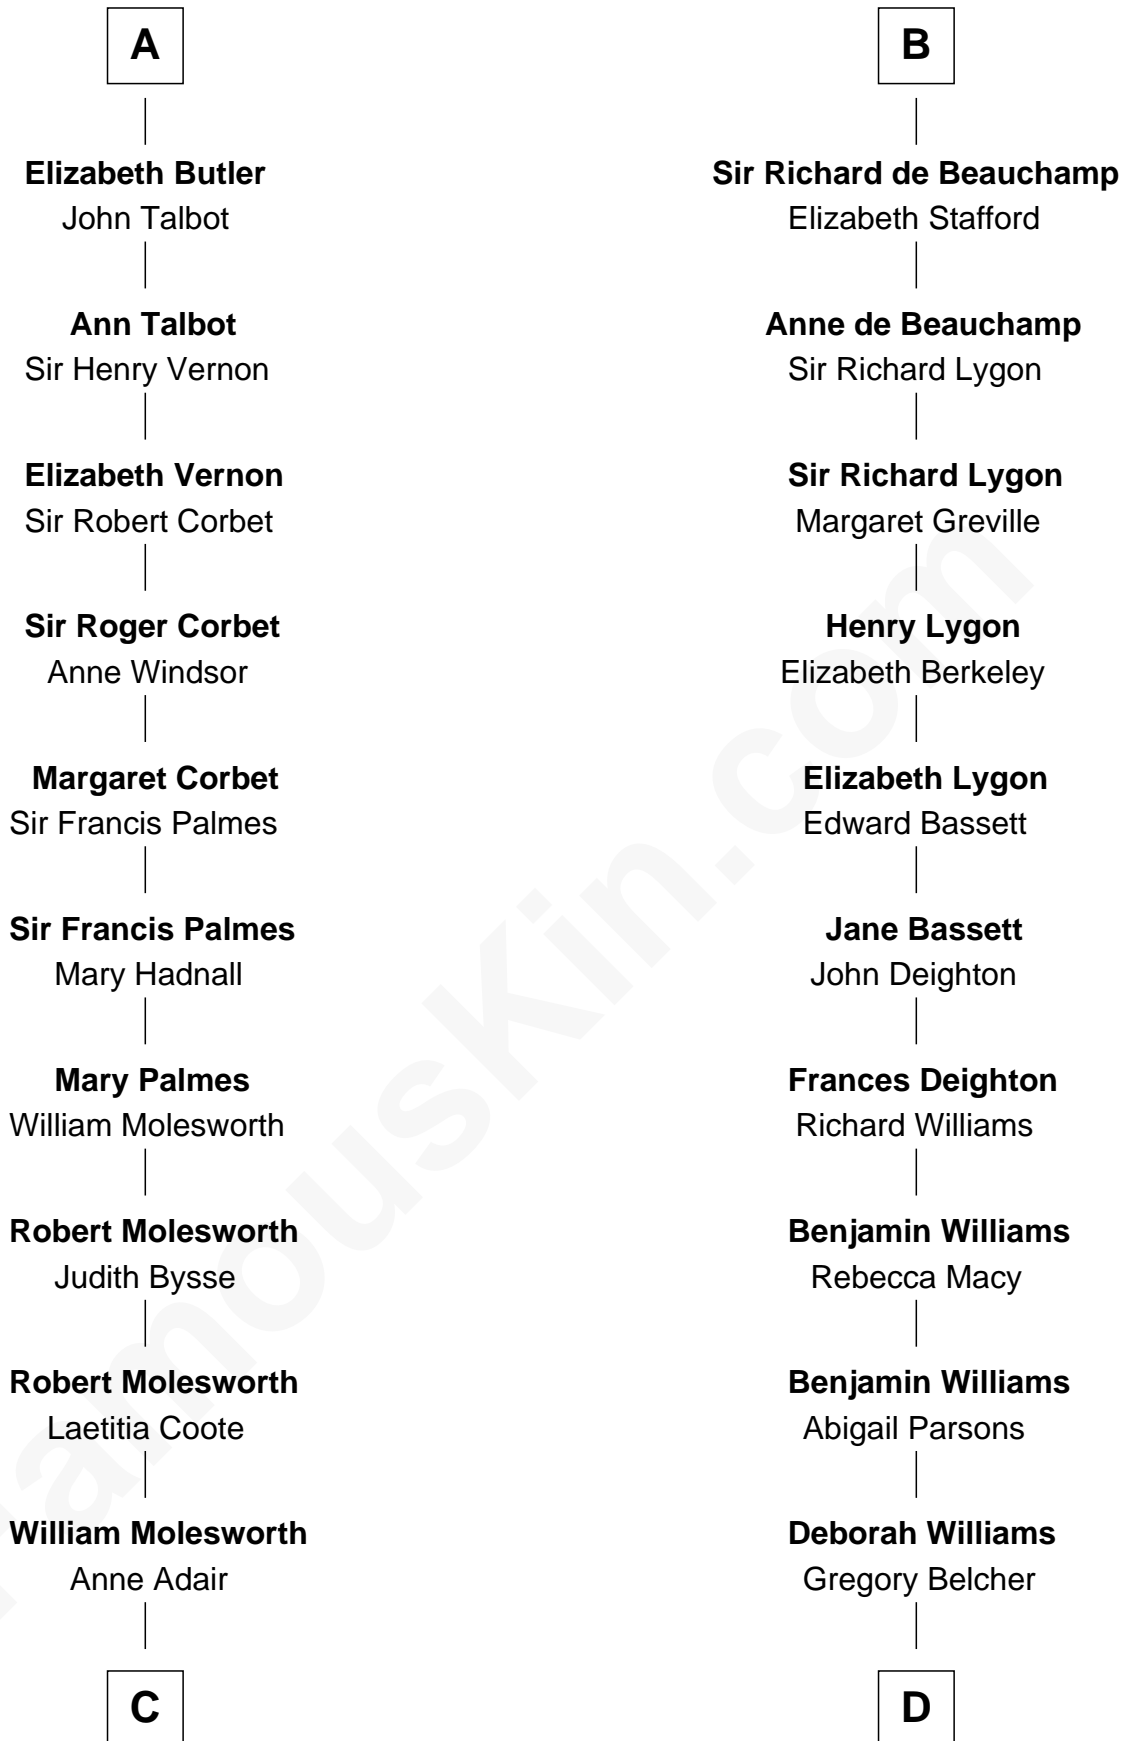 A
Elizabeth Butler
John Talbot
Ann Talbot
Sir Henry Vernon
Elizabeth Vernon
Sir Robert Corbet
Sir Roger Corbet
Anne Windsor
Margaret Corbet
Sir Francis Palmes
Sir Francis Palmes
Mary Hadnall
Mary Palmes
William Molesworth
Robert Molesworth
Judith Bysse
Robert Molesworth
Laetitia Coote
William Molesworth
Anne Adair
C
B
Sir Richard de Beauchamp
Elizabeth Stafford
Anne de Beauchamp
Sir Richard Lygon
Sir Richard Lygon
Margaret Greville
Henry Lygon
Elizabeth Berkeley
Elizabeth Lygon
Edward Bassett
Jane Bassett
John Deighton
Frances Deighton
Richard Williams
Benjamin Williams
Rebecca Macy
Benjamin Williams
Abigail Parsons
Deborah Williams
Gregory Belcher
D
FamousKin.com